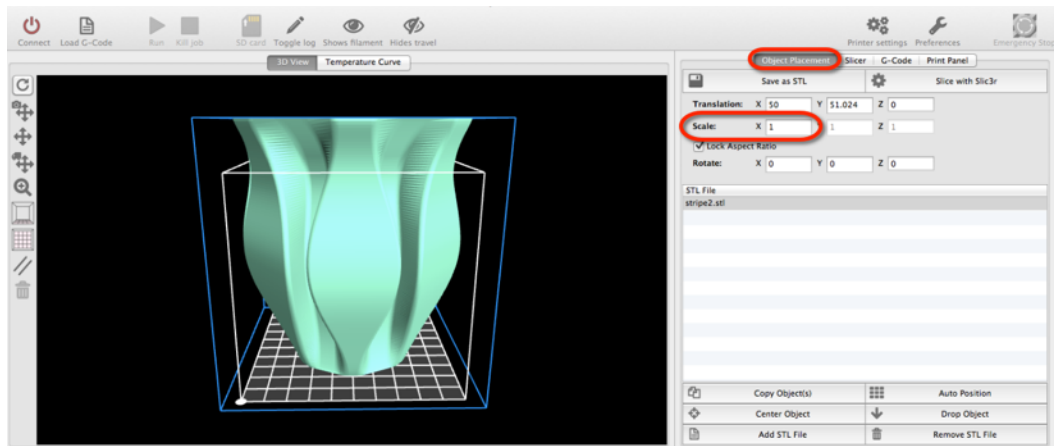 Connect Load G-Code Run Kill job SD card Toggle log Shows filament Hides travel Printer settings Preferences Emergency Stop
3D View Temperature Curve Object Placement Slicer G-Code Print Panel
Save as STL Slice with Slic3r
Translation: X 50 Y 51.024 Z 0
Scale: X 1 1 Z 1
Lock Aspect Ratio
Rotate: X 0 Y 0 Z 0
STL File
stripe2.stl
Copy Object(s) Auto Position
Center Object Drop Object
Add STL File Remove STL File